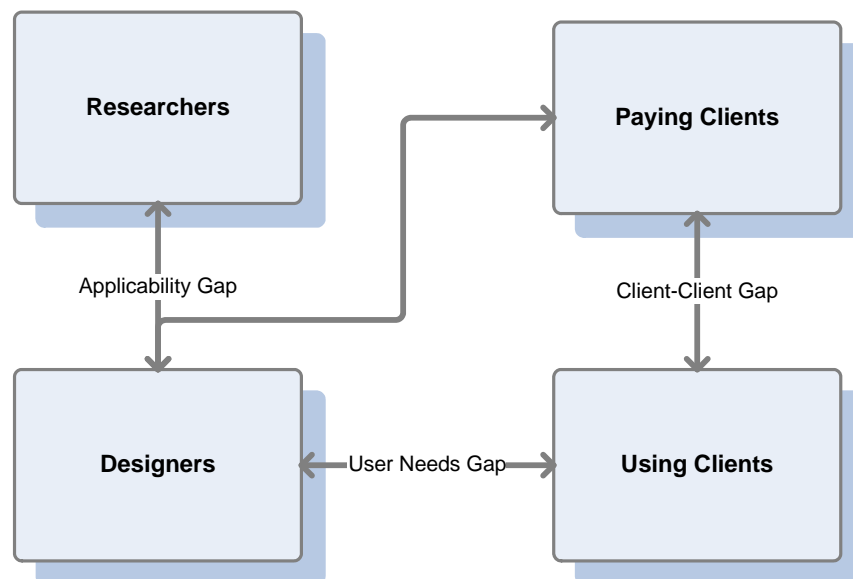 Researchers
Paying Clients
Applicability Gap
Client-Client Gap
Designers
User Needs Gap
Using Clients